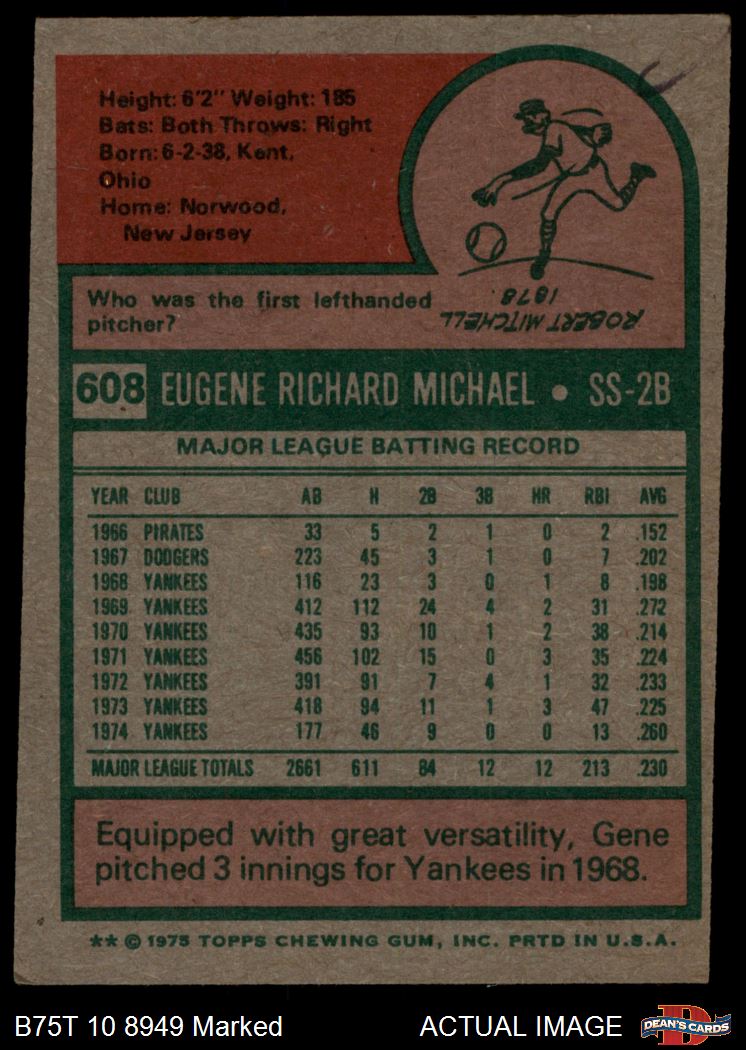 Height: 6'2" Weight: 185
Bats: Both Throws: Right
Born: 6-2-38, Kent,
Ohio
Home: Norwood,
New Jersey
Who was the first lefthanded
pitcher?
ROBERT MITCHELL
1878
608 EUGENE RICHARD MICHAEL • SS-2B
MAJOR LEAGUE BATTING RECORD
YEAR CLUB AB H 2B 3B HR RBI AVG
1966 PIRATES 33 5 2 1 0 2 .152
1967 DODGERS 223 45 3 1 0 7 .202
1968 YANKEES 116 23 3 0 1 8 .198
1969 YANKEES 412 112 24 4 2 31 .272
1970 YANKEES 435 93 10 1 2 38 .214
1971 YANKEES 456 102 15 0 3 35 .224
1972 YANKEES 391 91 7 4 1 32 .233
1973 YANKEES 418 94 11 1 3 47 .225
1974 YANKEES 177 46 9 0 0 13 .260
MAJOR LEAGUE TOTALS 2661 611 84 12 12 213 .230
Equipped with great versatility, Gene
pitched 3 innings for Yankees in 1968.
** © 1975 TOPPS CHEWING GUM, INC. PRTD IN U.S.A.
B75T 10 8949 Marked ACTUAL IMAGE DEAN'S CARDS